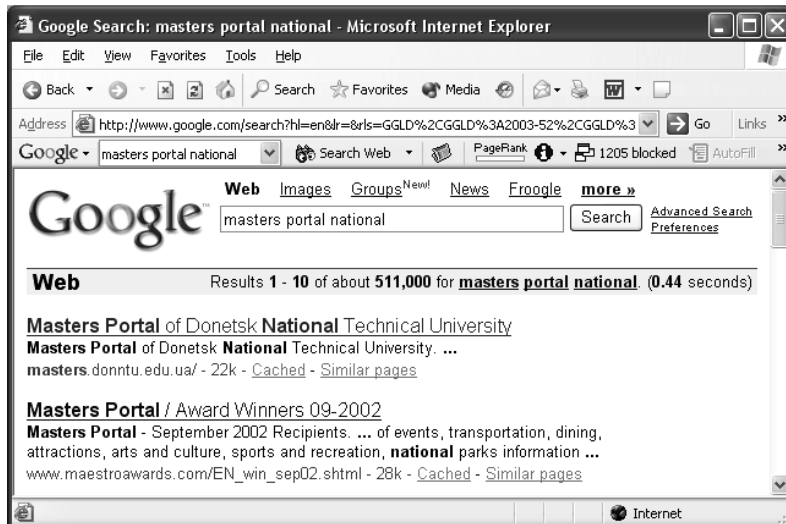 Google Search: masters portal national - Microsoft Internet Explorer
File Edit View Favorites Tools Help
Back Search Favorites Media
Address http://www.google.com/search?hl=en&lr=&rls=GGLD%2CGGLD%3A2003-52%2CGGLD%3 Go Links »
Google masters portal national Search Web PageRank 1205 blocked AutoFill »
Web Images Groups New! News Froogle more »
Google™ masters portal national Search Advanced Search
Preferences
Web Results 1 - 10 of about 511,000 for masters portal national. (0.44 seconds)
Masters Portal of Donetsk National Technical University
Masters Portal of Donetsk National Technical University. ...
masters.donntu.edu.ua/ - 22k - Cached - Similar pages
Masters Portal / Award Winners 09-2002
Masters Portal - September 2002 Recipients. ... of events, transportation, dining,
attractions, arts and culture, sports and recreation, national parks information ...
www.maestroawards.com/EN_win_sep02.shtml - 28k - Cached - Similar pages
Internet